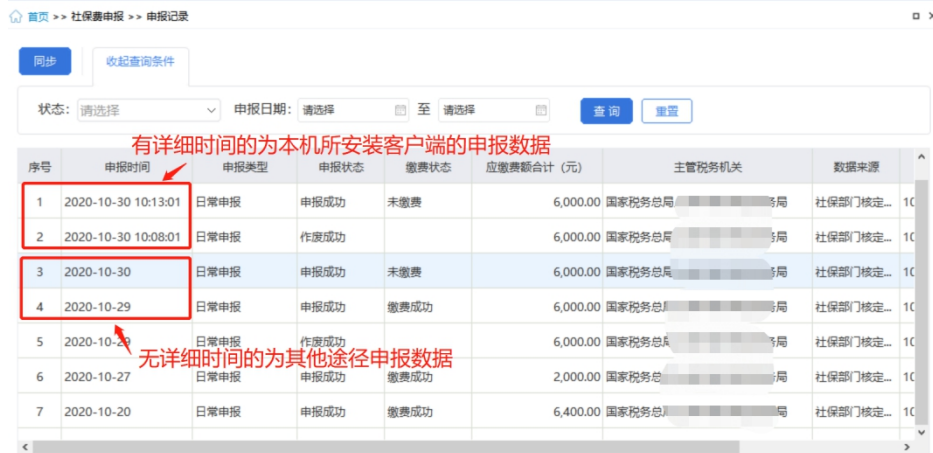 首页 >> 社保费申报 >> 申报记录
同步 收起查询条件
状态: 请选择 申报日期: 请选择 至 请选择 查询 重置
有详细时间的为本机所安装客户端的申报数据
序号 申报时间 申报类型 申报状态 缴费状态 应缴费额合计（元） 主管税务机关 数据来源
1 2020-10-30 10:13:01 日常申报 申报成功 未缴费 6,000.00 国家税务总局 务局 社保部门核定... 10
2 2020-10-30 10:08:01 日常申报 作废成功 6,000.00 国家税务总局 务局 社保部门核定... 10
3 2020-10-30 日常申报 申报成功 未缴费 6,000.00 国家税务总局 务局 社保部门核定... 10
4 2020-10-29 日常申报 申报成功 缴费成功 6,000.00 国家税务总局 务局 社保部门核定... 10
5 2020-10-29 日常申报 作废成功 6,000.00 国家税务总局 务局 社保部门核定... 10
无详细时间的为其他途径申报数据
6 2020-10-27 日常申报 申报成功 缴费成功 2,000.00 国家税务总 务局 社保部门核定... 10
7 2020-10-20 日常申报 申报成功 缴费成功 6,400.00 国家税务总 务局 社保部门核定... 10